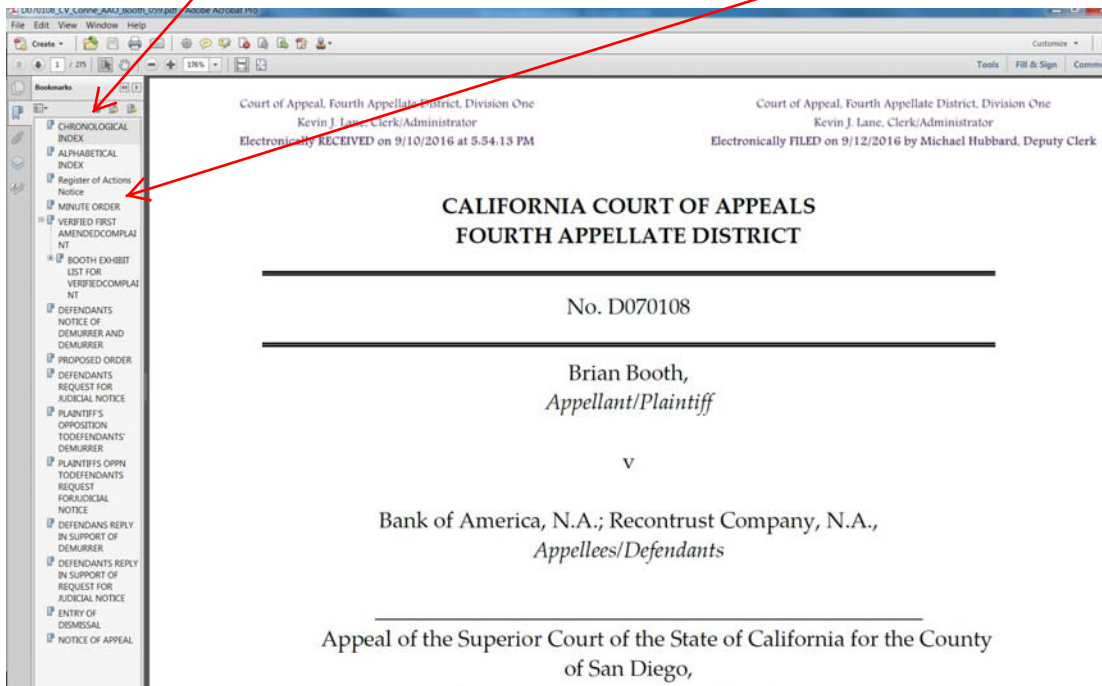 D070108_CV_Conne_AAO_Booth_059.pdf - Adobe Acrobat Pro
File Edit View Window Help
Create
Customize
1 / 275
176%
Tools Fill & Sign Comme
Bookmarks
CHRONOLOGICAL
INDEX
ALPHABETICAL
INDEX
Register of Actions
Notice
MINUTE ORDER
VERIFIED FIRST
AMENDEDCOMPLAI
NT
BOOTH EXHIBIT
LIST FOR
VERIFIEDCOMPLAI
NT
DEFENDANTS
NOTICE OF
DEMURRER AND
DEMURRER
PROPOSED ORDER
DEFENDANTS
REQUEST FOR
JUDICIAL NOTICE
PLAINTIFF'S
OPPOSITION
TODEFENDANTS'
DEMURRER
PLAINTIFFS OPPN
TODEFENDANTS
REQUEST
FORJUDICIAL
NOTICE
DEFENDANS REPLY
IN SUPPORT OF
DEMURRER
DEFENDANTS REPLY
IN SUPPORT OF
REQUEST FOR
JUDICIAL NOTICE
ENTRY OF
DISMISSAL
NOTICE OF APPEAL
Court of Appeal, Fourth Appellate District, Division One
Kevin J. Lane, Clerk/Administrator
Electronically RECEIVED on 9/10/2016 at 5:54:13 PM
Court of Appeal, Fourth Appellate District, Division One
Kevin J. Lane, Clerk/Administrator
Electronically FILED on 9/12/2016 by Michael Hubbard, Deputy Clerk
CALIFORNIA COURT OF APPEALS
FOURTH APPELLATE DISTRICT
No. D070108
Brian Booth,
Appellant/Plaintiff
v
Bank of America, N.A.; Recontrust Company, N.A.,
Appellees/Defendants
Appeal of the Superior Court of the State of California for the County
of San Diego,